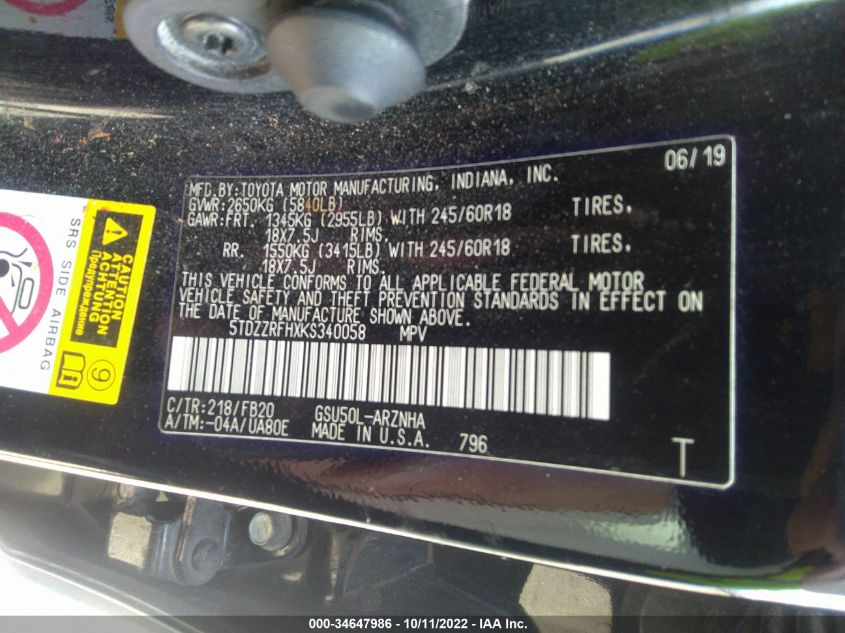 06/19
MFD.BY:TOYOTA MOTOR MANUFACTURING, INDIANA, INC.
GVWR:2650KG (5840LB)
GAWR:FRT. 1345KG (2955LB) WITH 245/60R18 TIRES,
18X7.5J RIMS,
RR. 1550KG (3415LB) WITH 245/60R18 TIRES,
18X7.5J RIMS,
THIS VEHICLE CONFORMS TO ALL APPLICABLE FEDERAL MOTOR
VEHICLE SAFETY AND THEFT PREVENTION STANDARDS IN EFFECT ON
THE DATE OF MANUFACTURE SHOWN ABOVE.
5TDZZRFHXKS340058 MPV
C/TR:218/FB20 GSU50L-ARZNHA
A/TM:-04A/UA80E MADE IN U.S.A. 796
T
SRS SIDE AIRBAG
CAUTION
ATTENTION
ACHTUNG
Предупреждение
9
000-34647986 - 10/11/2022 - IAA Inc.